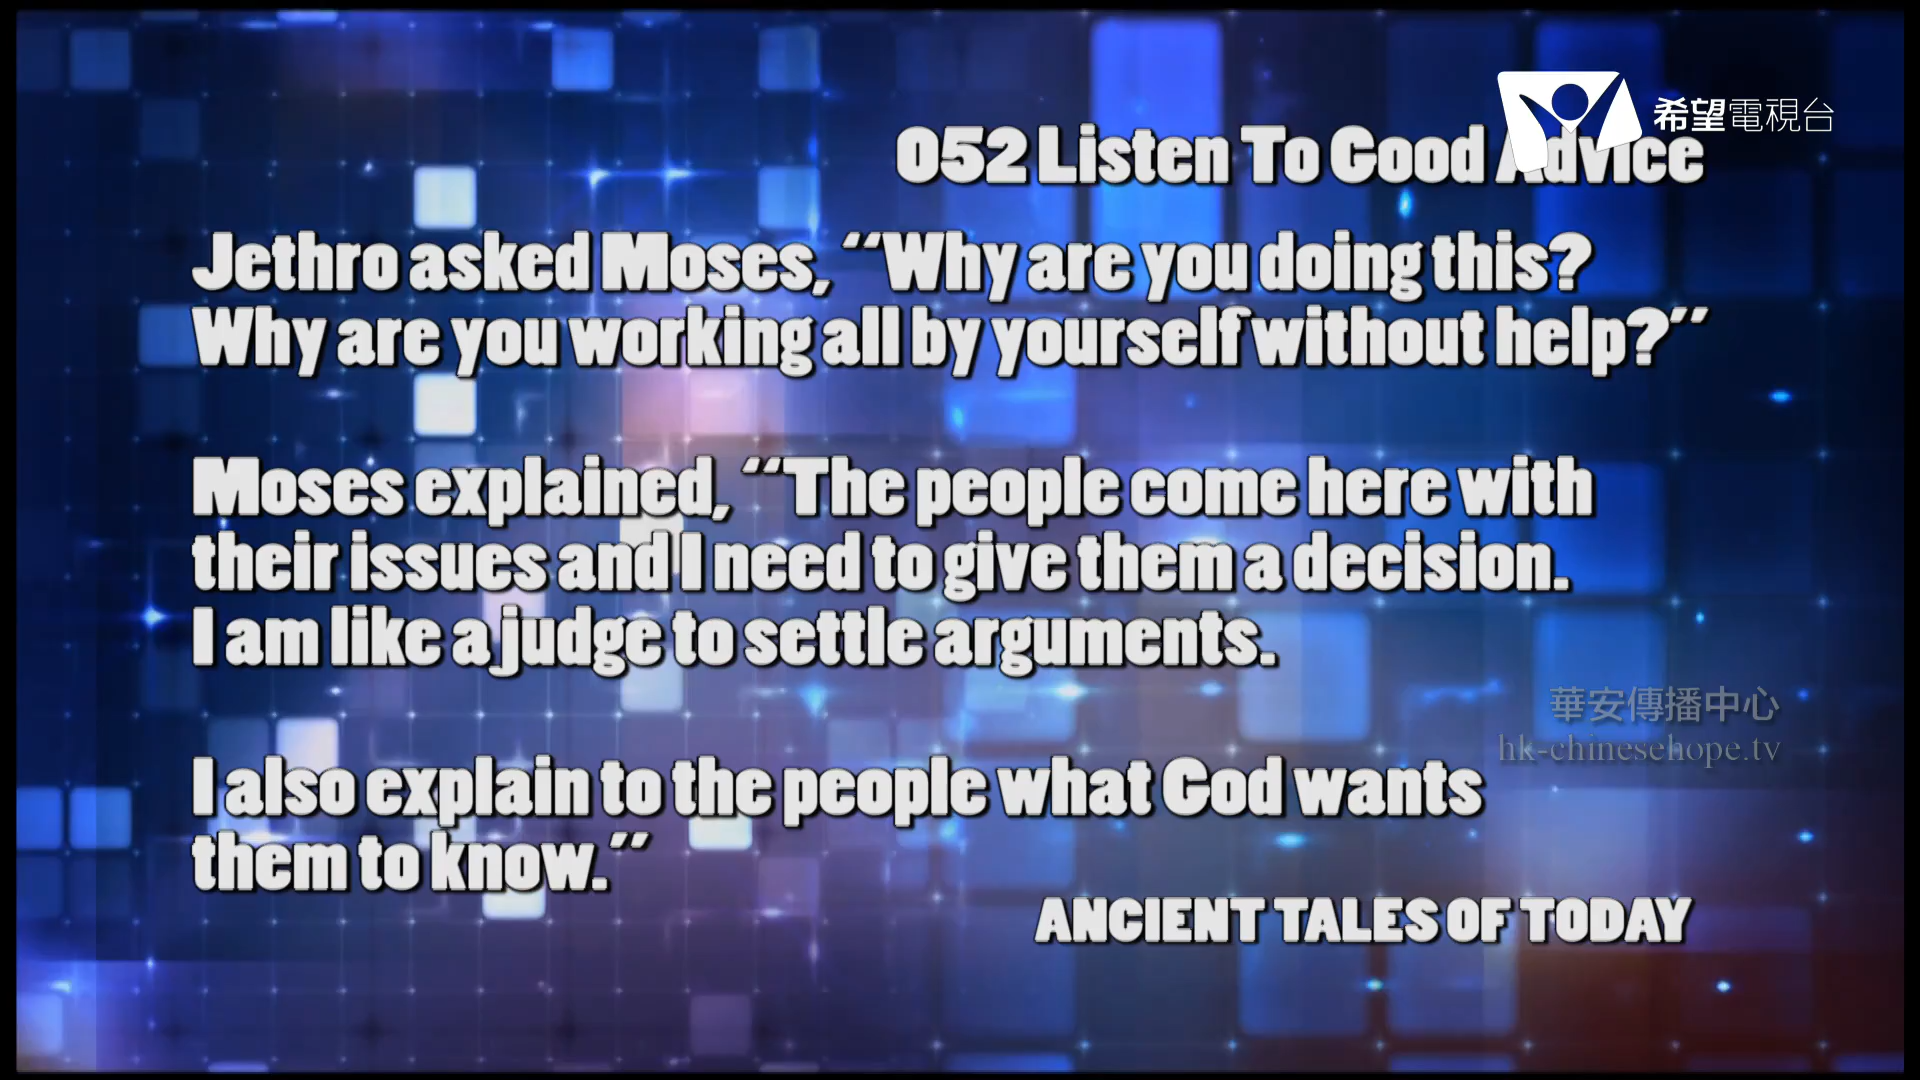 希望電視台
052 Listen To Good Advice
Jethro asked Moses, “Why are you doing this?
Why are you working all by yourself without help?”
Moses explained, “The people come here with
their issues and I need to give them a decision.
I am like a judge to settle arguments.
華安傳播中心
hk-chinesehope.tv
I also explain to the people what God wants
them to know.”
ANCIENT TALES OF TODAY